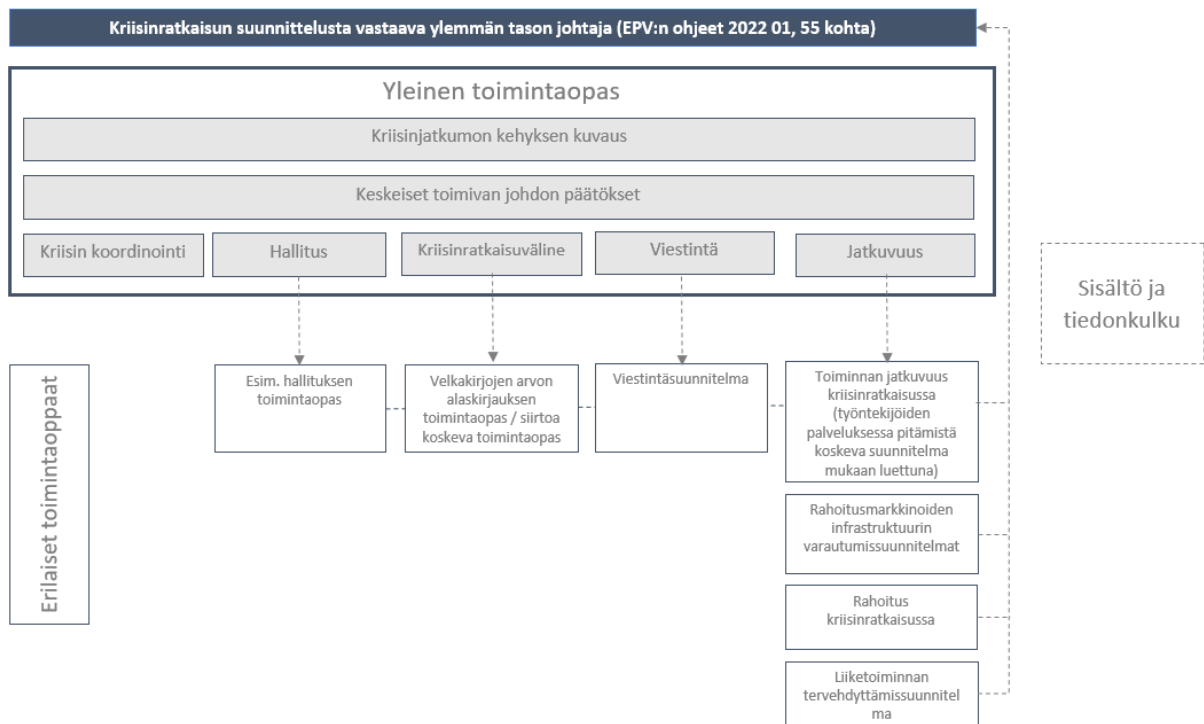 Kriisinratkaisun suunnittelusta vastaava ylemmän tason johtaja (EPV:n ohjeet 2022 01, 55 kohta)
Yleinen toimintaopas
Kriisinjatkumon kehyksen kuvaus
Keskeiset toimivan johdon päätökset
Kriisin koordinointi
Hallitus
Kriisinratkaisuväline
Viestintä
Jatkuvuus
Sisältö ja
tiedonkulku
Erilaiset toimintaoppaat
Esim. hallituksen
toimintaopas
Velkakirjojen arvon
alaskirjauksen
toimintaopas / siirtoa
koskeva toimintaopas
Viestintäsuunnitelma
Toiminnan jatkuvuus
kriisinratkaisussa
(työntekijöiden
palveluksessa pitämistä
koskeva suunnitelma
mukaan luettuna)
Rahoitusmarkkinoiden
infrastruktuurin
varautumissuunnitelmat
Rahoitus
kriisinratkaisussa
Liiketoiminnan
tervehdyttämissuunnitel
ma